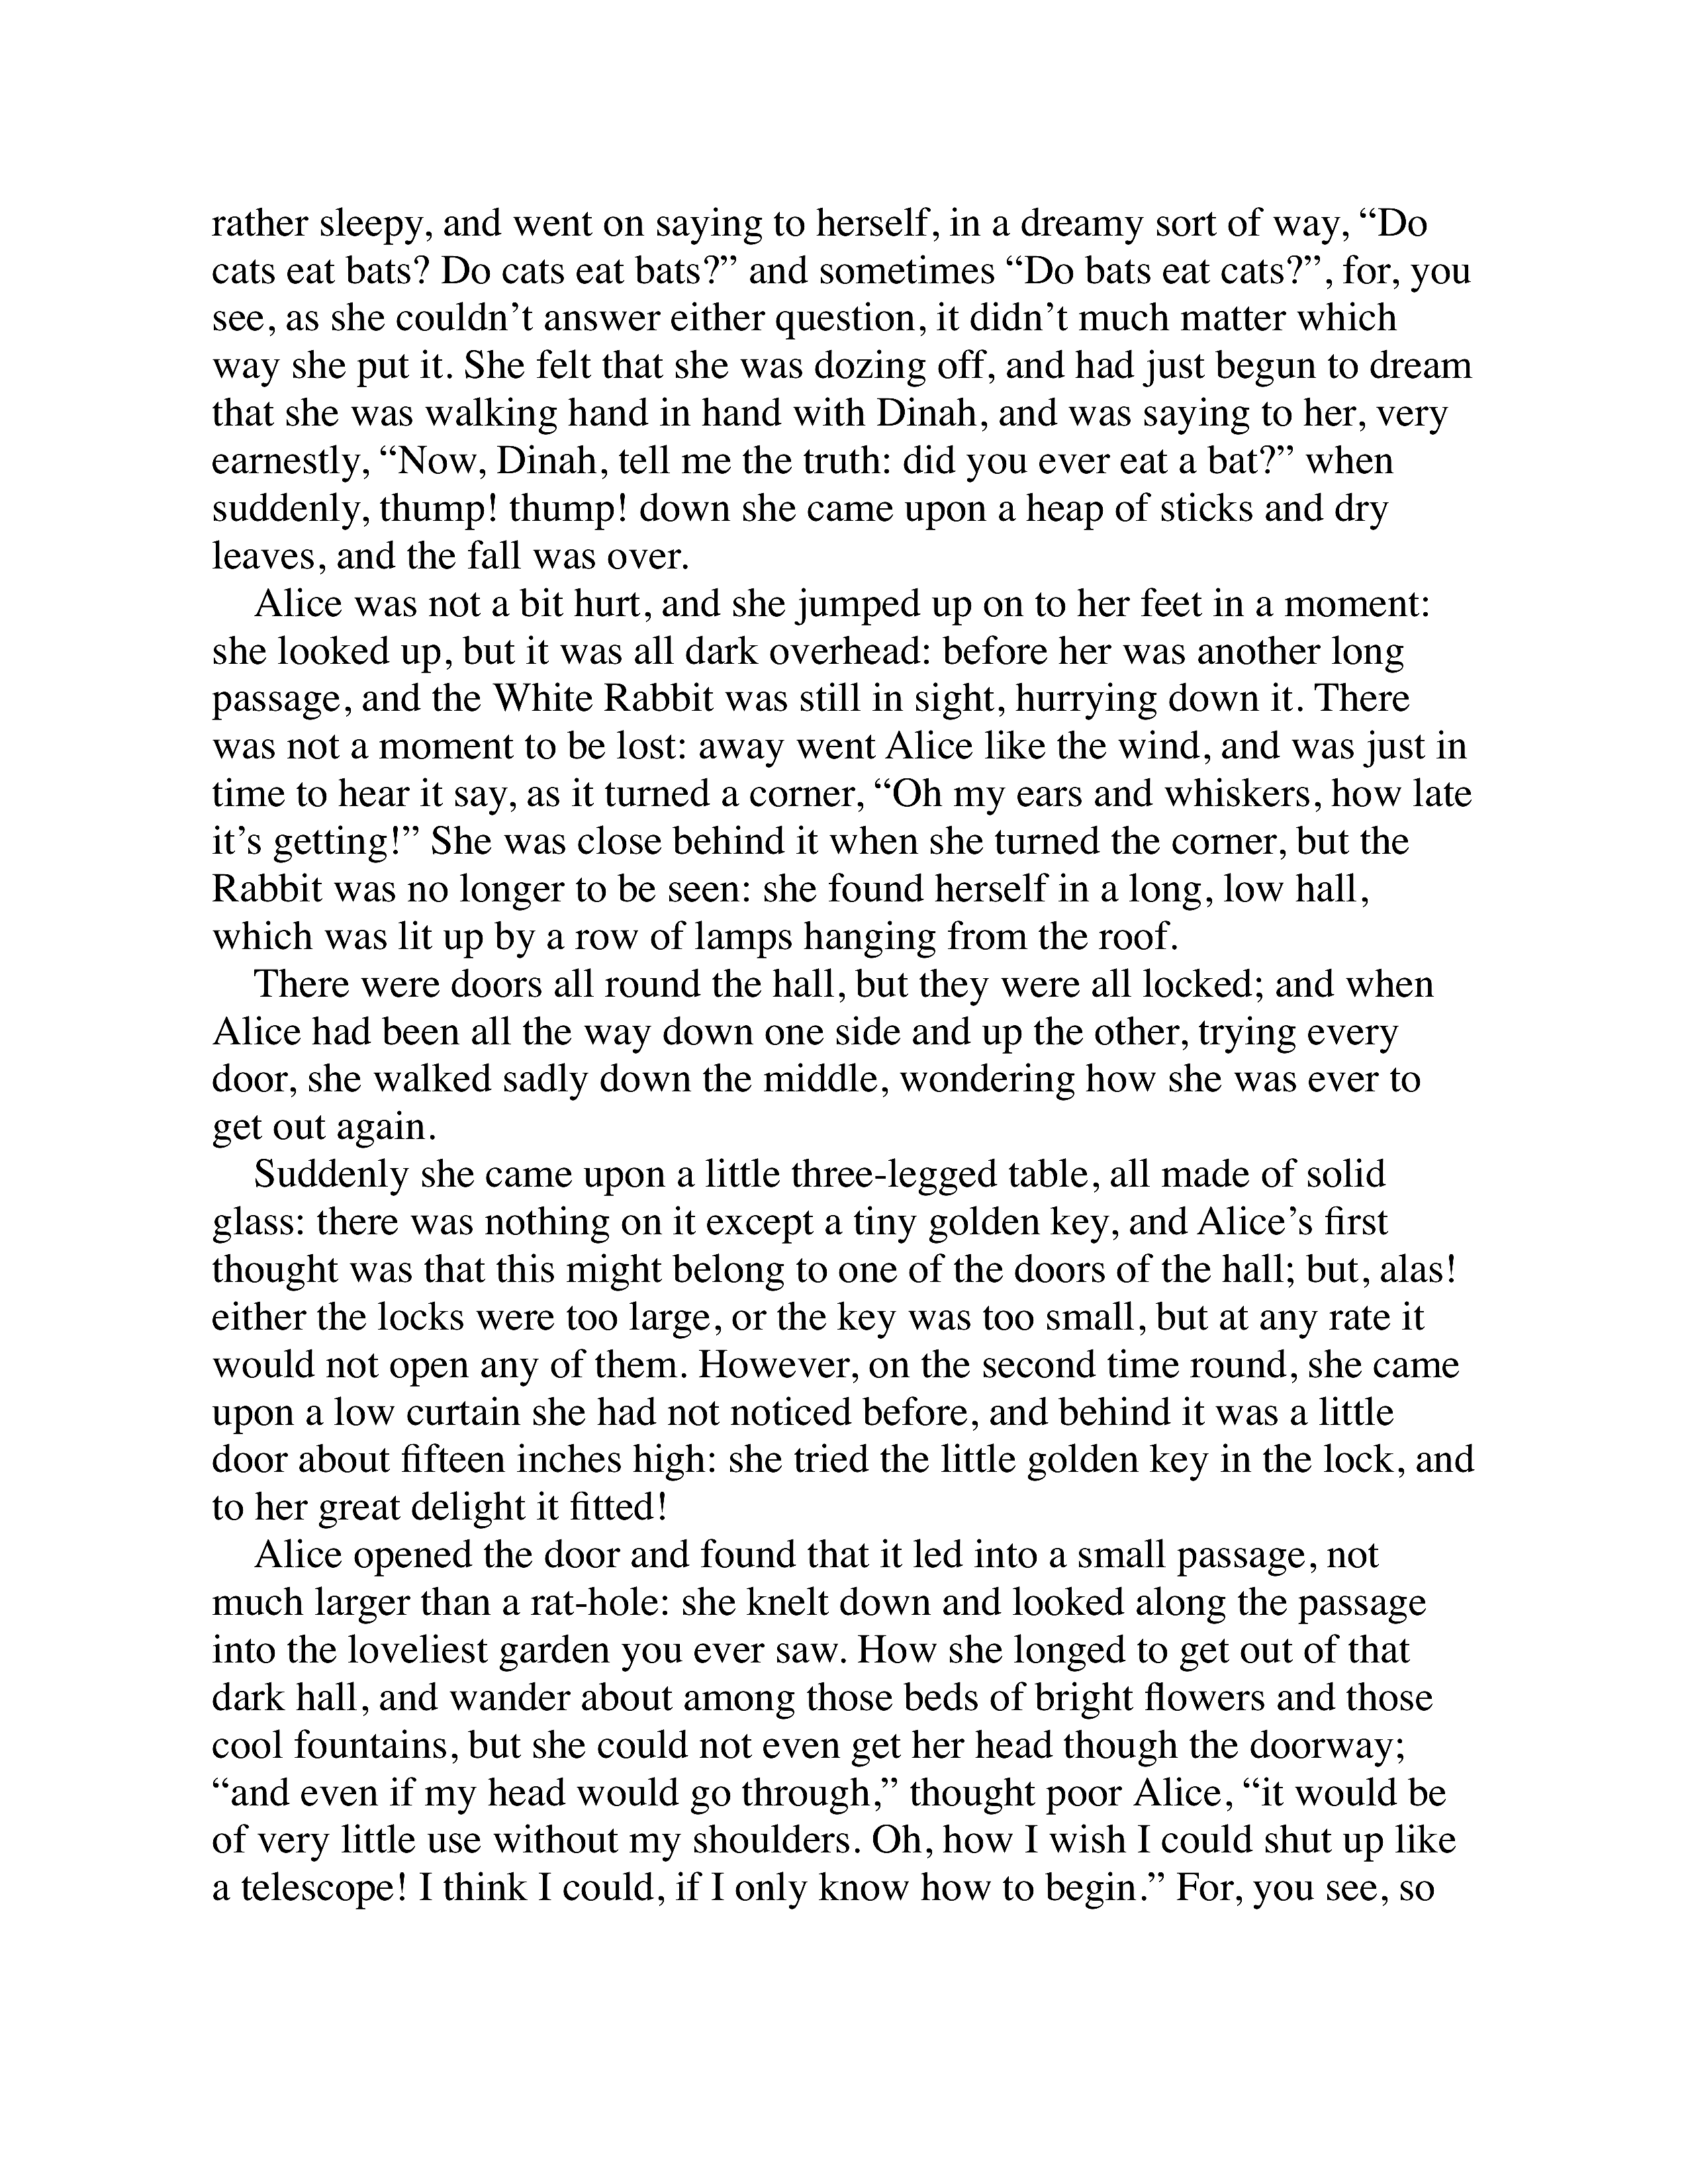 rather sleepy, and went on saying to herself, in a dreamy sort of way, “Do
cats eat bats? Do cats eat bats?” and sometimes “Do bats eat cats?”, for, you
see, as she couldn’t answer either question, it didn’t much matter which
way she put it. She felt that she was dozing off, and had just begun to dream
that she was walking hand in hand with Dinah, and was saying to her, very
earnestly, “Now, Dinah, tell me the truth: did you ever eat a bat?” when
suddenly, thump! thump! down she came upon a heap of sticks and dry
leaves, and the fall was over.
Alice was not a bit hurt, and she jumped up on to her feet in a moment:
she looked up, but it was all dark overhead: before her was another long
passage, and the White Rabbit was still in sight, hurrying down it. There
was not a moment to be lost: away went Alice like the wind, and was just in
time to hear it say, as it turned a corner, “Oh my ears and whiskers, how late
it’s getting!” She was close behind it when she turned the corner, but the
Rabbit was no longer to be seen: she found herself in a long, low hall,
which was lit up by a row of lamps hanging from the roof.
There were doors all round the hall, but they were all locked; and when
Alice had been all the way down one side and up the other, trying every
door, she walked sadly down the middle, wondering how she was ever to
get out again.
Suddenly she came upon a little three-legged table, all made of solid
glass: there was nothing on it except a tiny golden key, and Alice’s first
thought was that this might belong to one of the doors of the hall; but, alas!
either the locks were too large, or the key was too small, but at any rate it
would not open any of them. However, on the second time round, she came
upon a low curtain she had not noticed before, and behind it was a little
door about fifteen inches high: she tried the little golden key in the lock, and
to her great delight it fitted!
Alice opened the door and found that it led into a small passage, not
much larger than a rat-hole: she knelt down and looked along the passage
into the loveliest garden you ever saw. How she longed to get out of that
dark hall, and wander about among those beds of bright flowers and those
cool fountains, but she could not even get her head though the doorway;
“and even if my head would go through,” thought poor Alice, “it would be
of very little use without my shoulders. Oh, how I wish I could shut up like
a telescope! I think I could, if I only know how to begin.” For, you see, so